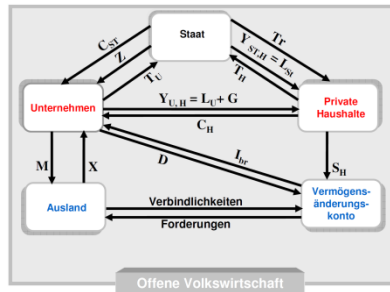 Staat
C_ST
Z
T_U
Tr
Y_ST,H = L_St
T_H
Unternehmen
Y_U, H = L_U + G
C_H
Private
Haushalte
M
X
D
I_br
S_H
Ausland
Verbindlichkeiten
Forderungen
Vermögens-
änderungs-
konto
Offene Volkswirtschaft